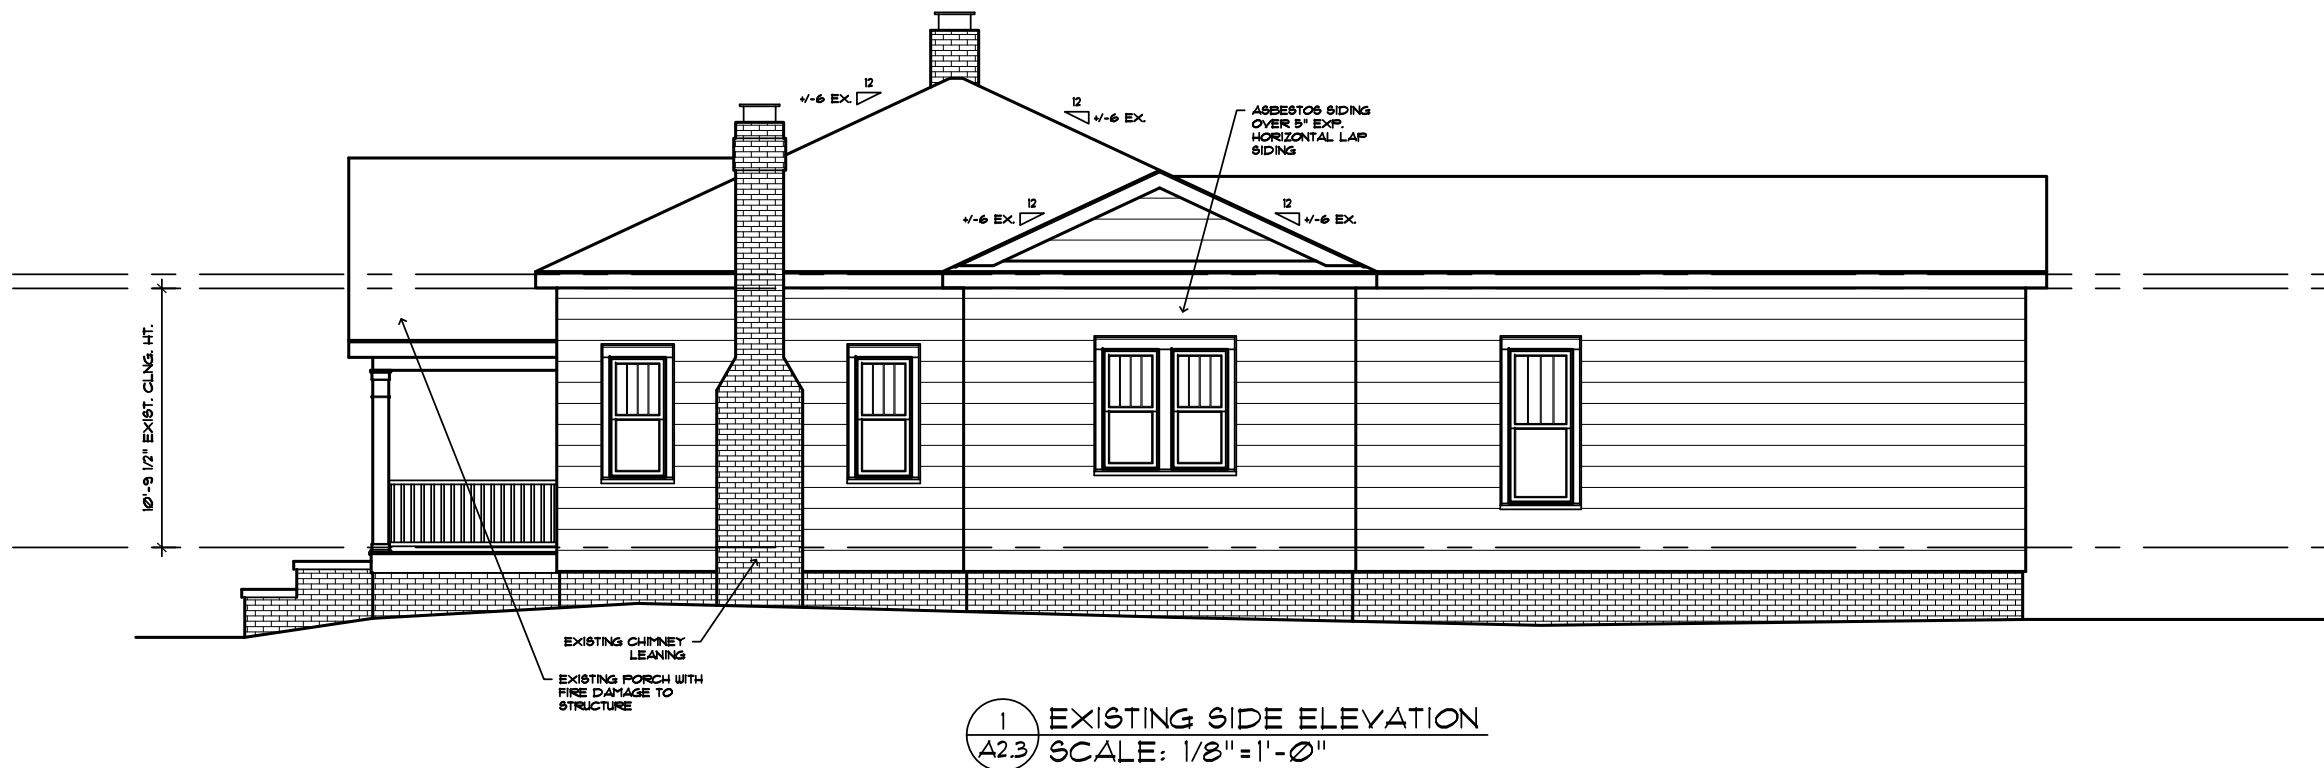 12
+/-6 EX.
12
+/-6 EX.
ASBESTOS SIDING
OVER 5" EXP.
HORIZONTAL LAP
SIDING
12
+/-6 EX.
12
+/-6 EX.
10'-9 1/2" EXIST. CLNG. HT.
EXISTING CHIMNEY
LEANING
EXISTING PORCH WITH
FIRE DAMAGE TO
STRUCTURE
1
A2.3
EXISTING SIDE ELEVATION
SCALE: 1/8"=1'-0"